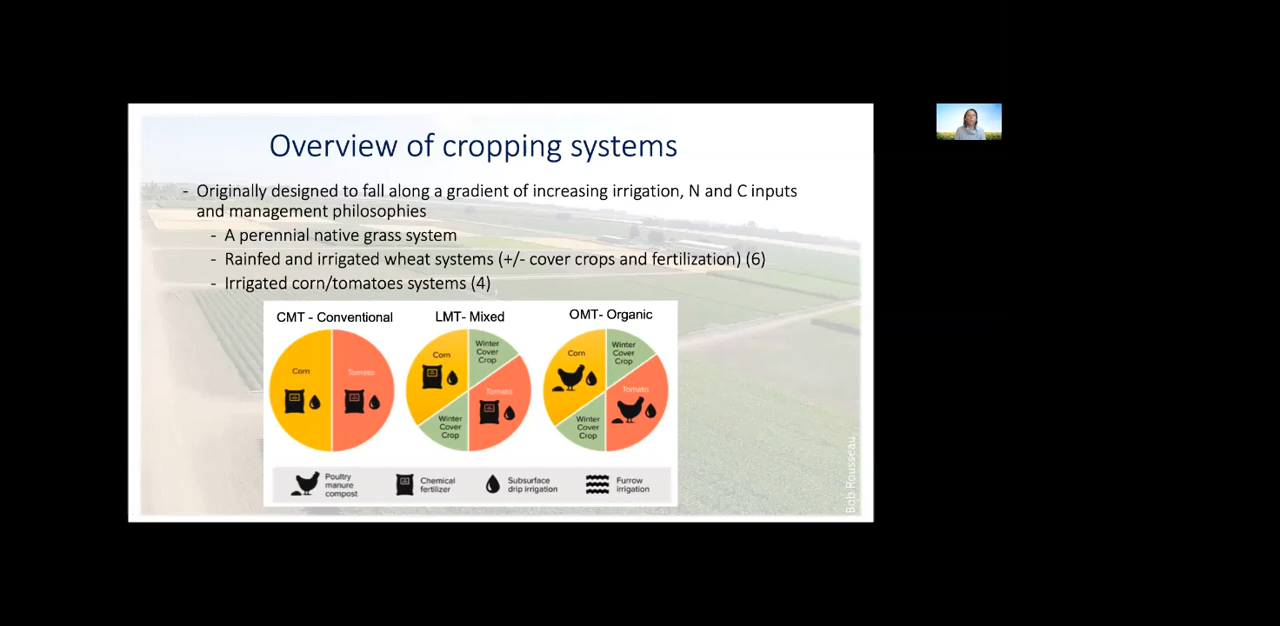 Overview of cropping systems
- Originally designed to fall along a gradient of increasing irrigation, N and C inputs
and management philosophies
- A perennial native grass system
- Rainfed and irrigated wheat systems (+/- cover crops and fertilization) (6)
- Irrigated corn/tomatoes systems (4)
CMT - Conventional
LMT- Mixed
OMT- Organic
Corn
Tomato
Corn
Winter
Cover
Crop
Tomato
Winter
Cover
Crop
Corn
Winter
Cover
Crop
Tomato
Winter
Cover
Crop
Poultry
manure
compost
Chemical
fertilizer
Subsurface
drip irrigation
Furrow
irrigation
Bob Rousseau